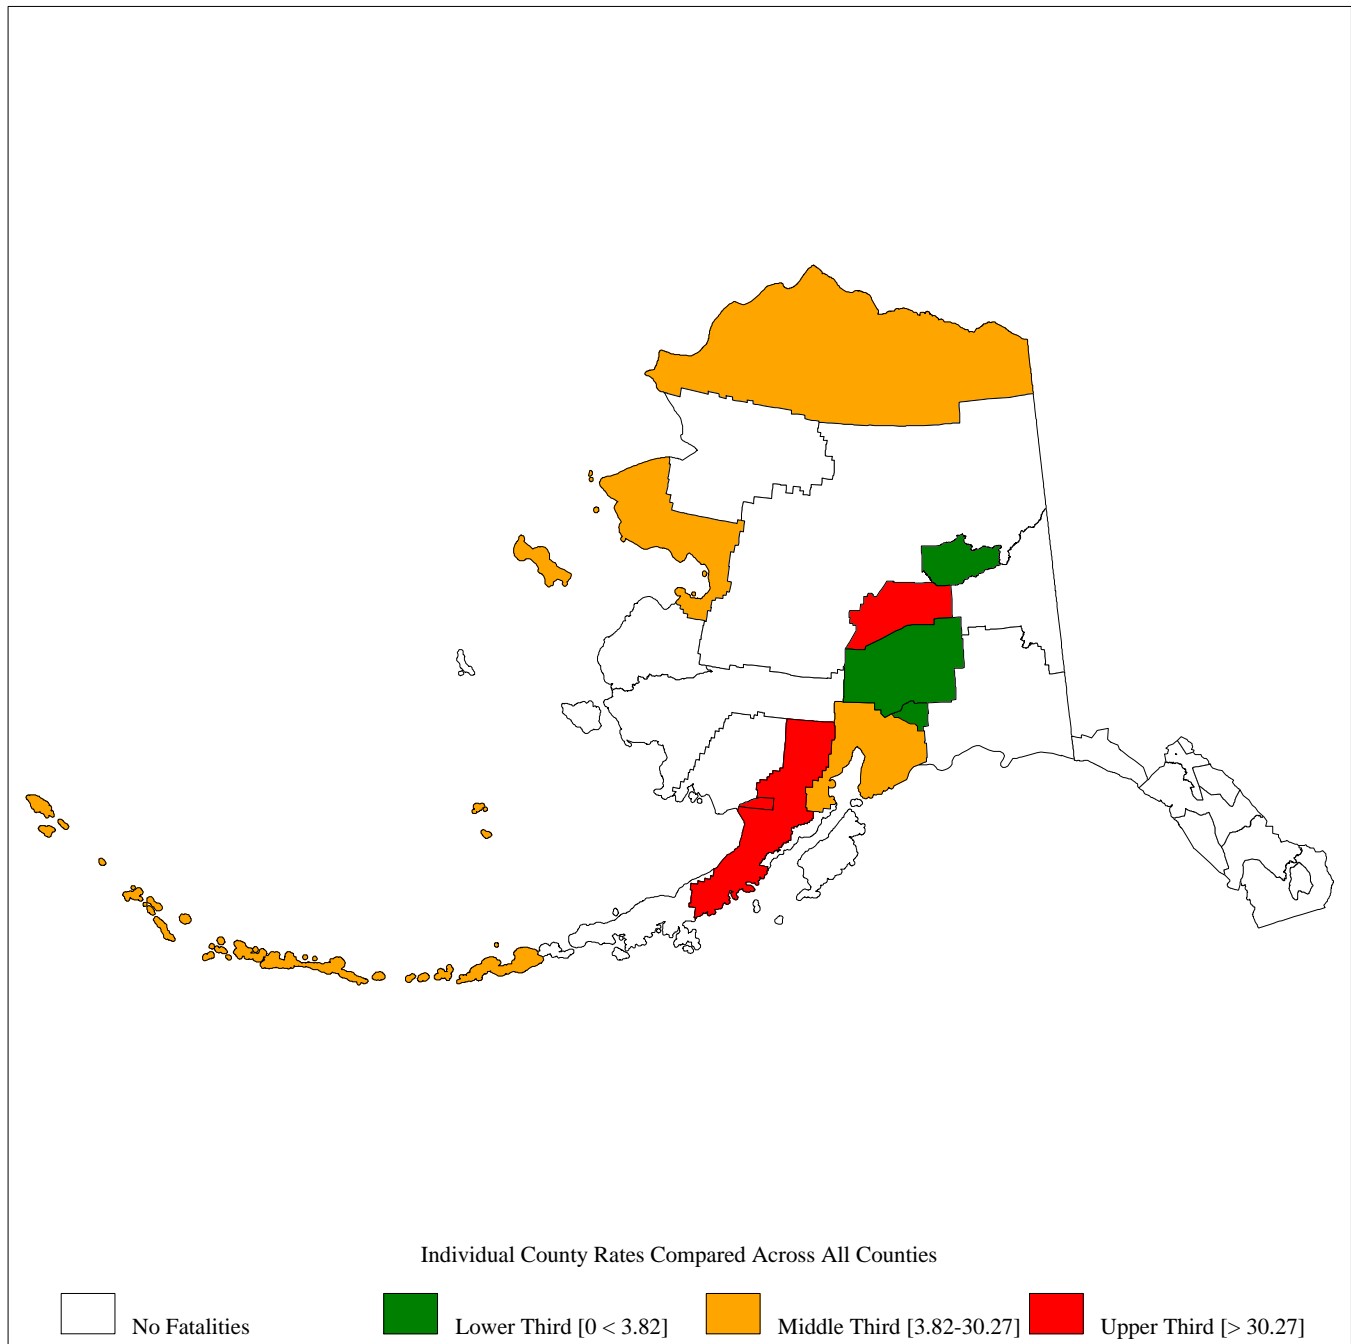 Individual County Rates Compared Across All Counties
No Fatalities Lower Third [0 < 3.82] Middle Third [3.82-30.27] Upper Third [> 30.27]